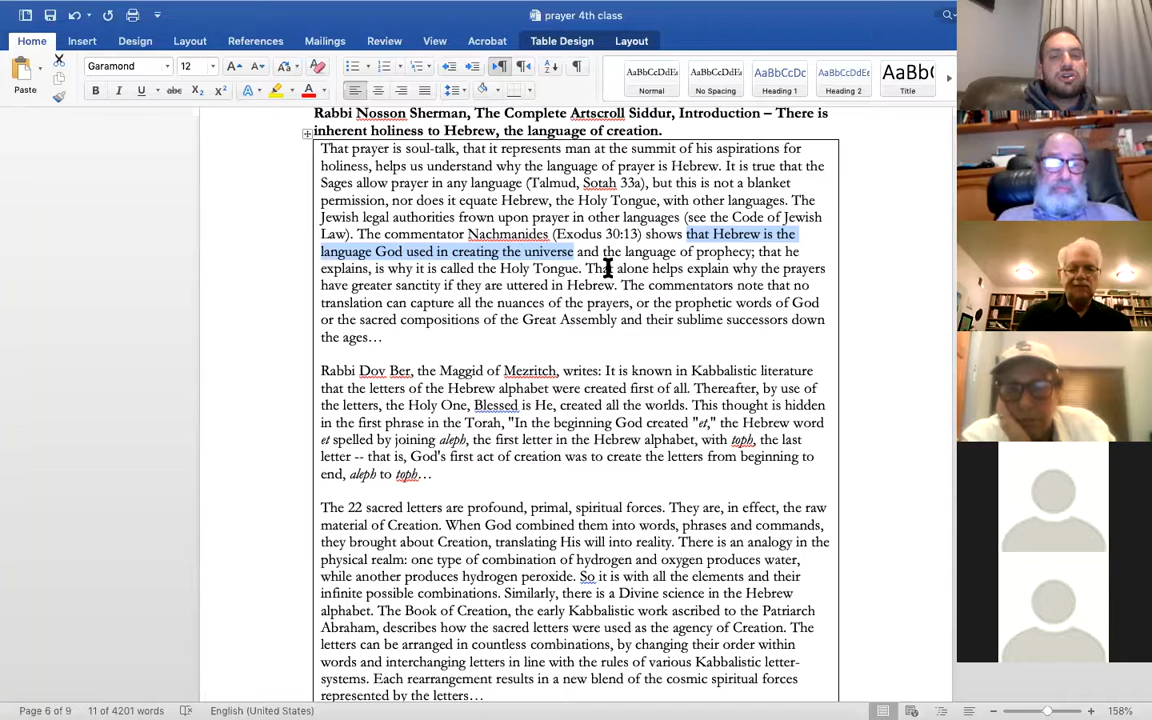 prayer 4th class
Home Insert Design Layout References Mailings Review View Acrobat Table Design Layout
Paste
Garamond 12
AaBbCcDdEe AaBbCcDdEe AaBbCcDc AaBbCcDdEe AaBb(
Normal No Spacing Heading 1 Heading 2 Title
Rabbi Nosson Sherman, The Complete Artscroll Siddur, Introduction – There is
inherent holiness to Hebrew, the language of creation.
That prayer is soul-talk, that it represents man at the summit of his aspirations for
holiness, helps us understand why the language of prayer is Hebrew. It is true that the
Sages allow prayer in any language (Talmud, Sotah 33a), but this is not a blanket
permission, nor does it equate Hebrew, the Holy Tongue, with other languages. The
Jewish legal authorities frown upon prayer in other languages (see the Code of Jewish
Law). The commentator Nachmanides (Exodus 30:13) shows that Hebrew is the
language God used in creating the universe and the language of prophecy; that he
explains, is why it is called the Holy Tongue. That alone helps explain why the prayers
have greater sanctity if they are uttered in Hebrew. The commentators note that no
translation can capture all the nuances of the prayers, or the prophetic words of God
or the sacred compositions of the Great Assembly and their sublime successors down
the ages…
Rabbi Dov Ber, the Maggid of Mezritch, writes: It is known in Kabbalistic literature
that the letters of the Hebrew alphabet were created first of all. Thereafter, by use of
the letters, the Holy One, Blessed is He, created all the worlds. This thought is hidden
in the first phrase in the Torah, "In the beginning God created "et," the Hebrew word
et spelled by joining aleph, the first letter in the Hebrew alphabet, with toph, the last
letter -- that is, God's first act of creation was to create the letters from beginning to
end, aleph to toph…
The 22 sacred letters are profound, primal, spiritual forces. They are, in effect, the raw
material of Creation. When God combined them into words, phrases and commands,
they brought about Creation, translating His will into reality. There is an analogy in the
physical realm: one type of combination of hydrogen and oxygen produces water,
while another produces hydrogen peroxide. So it is with all the elements and their
infinite possible combinations. Similarly, there is a Divine science in the Hebrew
alphabet. The Book of Creation, the early Kabbalistic work ascribed to the Patriarch
Abraham, describes how the sacred letters were used as the agency of Creation. The
letters can be arranged in countless combinations, by changing their order within
words and interchanging letters in line with the rules of various Kabbalistic letter-
systems. Each rearrangement results in a new blend of the cosmic spiritual forces
represented by the letters…
Page 6 of 9 11 of 4201 words English (United States) 158%